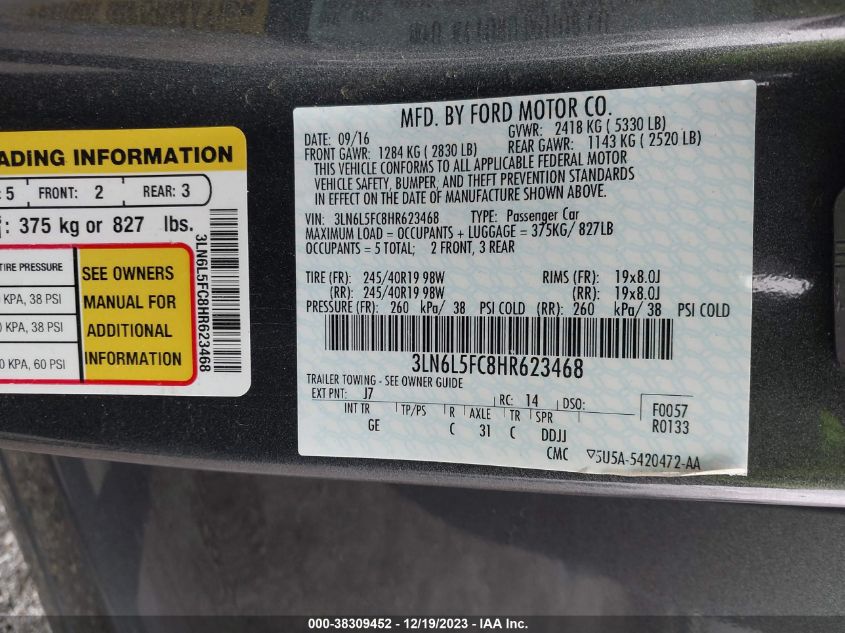 ADING INFORMATION
5 FRONT: 2 REAR: 3
: 375 kg or 827 lbs.
TIRE PRESSURE
KPA, 38 PSI
0 KPA, 38 PSI
0 KPA, 60 PSI
SEE OWNERS
MANUAL FOR
ADDITIONAL
INFORMATION
3LN6L5FC8HR623468
MFD. BY FORD MOTOR CO.
DATE: 09/16 GVWR: 2418 KG ( 5330 LB)
FRONT GAWR: 1284 KG ( 2830 LB) REAR GAWR: 1143 KG ( 2520 LB)
THIS VEHICLE CONFORMS TO ALL APPLICABLE FEDERAL MOTOR
VEHICLE SAFETY, BUMPER, AND THEFT PREVENTION STANDARDS
IN EFFECT ON THE DATE OF MANUFACTURE SHOWN ABOVE.
VIN: 3LN6L5FC8HR623468 TYPE: Passenger Car
MAXIMUM LOAD = OCCUPANTS + LUGGAGE = 375KG/ 827LB
OCCUPANTS = 5 TOTAL; 2 FRONT, 3 REAR
TIRE (FR): 245/40R19 98W RIMS (FR): 19x8.0J
(RR): 245/40R19 98W (RR): 19x8.0J
PRESSURE (FR): 260 kPa/ 38 PSI COLD (RR): 260 kPa/ 38 PSI COLD
3LN6L5FC8HR623468
TRAILER TOWING - SEE OWNER GUIDE
EXT PNT: J7 RC: 14 DSO:
INT TR TP/PS R AXLE TR SPR F0057
GE C 31 C DDJJ R0133
CMC 5U5A-5420472-AA
000-38309452 - 12/19/2023 - IAA Inc.